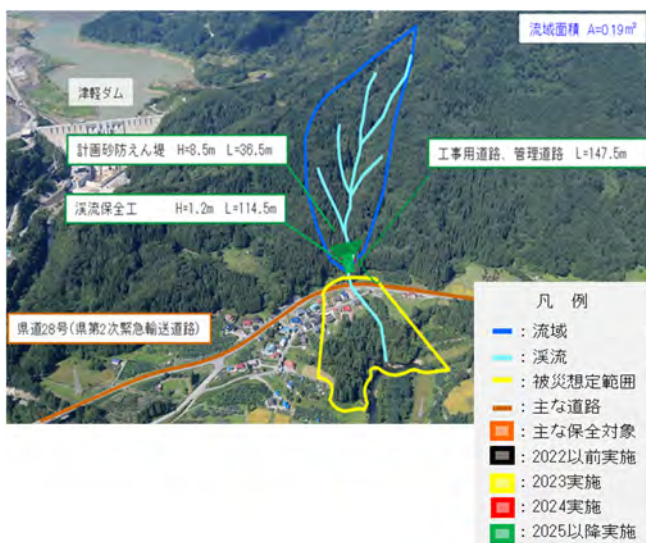 流域面積 A=0.19m²
津軽ダム
計画砂防えん堤 H=8.5m L=36.5m
工事用道路、管理道路 L=147.5m
渓流保全工 H=1.2m L=114.5m
県道28号(県第2次緊急輸送道路)
凡 例
：流域
：渓流
：被災想定範囲
：主な道路
：主な保全対象
：2022以前実施
：2023実施
：2024実施
：2025以降実施